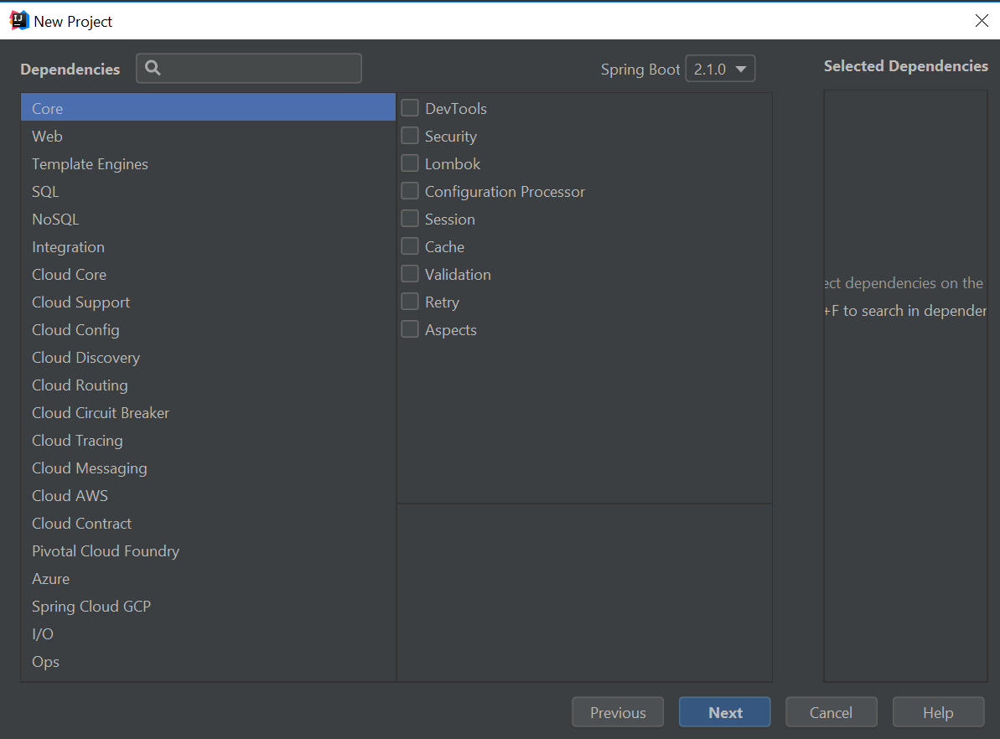 IJ
New Project
Dependencies
Spring Boot 2.1.0
Selected Dependencies
Core
Web
Template Engines
SQL
NoSQL
Integration
Cloud Core
Cloud Support
Cloud Config
Cloud Discovery
Cloud Routing
Cloud Circuit Breaker
Cloud Tracing
Cloud Messaging
Cloud AWS
Cloud Contract
Pivotal Cloud Foundry
Azure
Spring Cloud GCP
I/O
Ops
DevTools
Security
Lombok
Configuration Processor
Session
Cache
Validation
Retry
Aspects
ect dependencies on the
+F to search in depender
Previous
Next
Cancel
Help